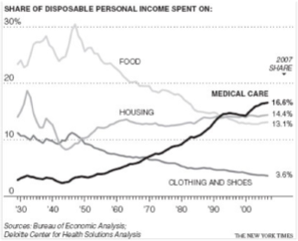 SHARE OF DISPOSABLE PERSONAL INCOME SPENT ON:
30%
2007
SHARE
FOOD
20
MEDICAL CARE
16.6%
HOUSING
14.4%
13.1%
10
CLOTHING AND SHOES
3.6%
0
'30 '40 '50 '60 '70 '80 '90 '00
Sources: Bureau of Economic Analysis;
Deloitte Center for Health Solutions Analysis
THE NEW YORK TIMES